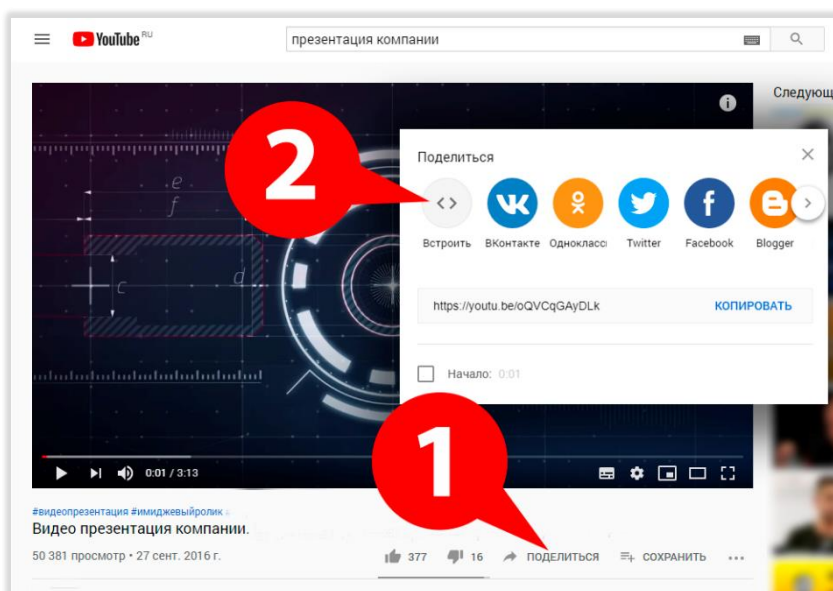 YouTube RU
презентация компании
Следующ
2
Поделиться
Встроить ВКонтакте Однокласс Twitter Facebook Blogger
https://youtu.be/oQVCqGAyDLk КОПИРОВАТЬ
Начало: 0:01
e
f
c
d
1
0:01 / 3:13
#видеопрезентация #имиджевыйролик
Видео презентация компании.
50 381 просмотр • 27 сент. 2016 г.
377 16 ПОДЕЛИТЬСЯ СОХРАНИТЬ